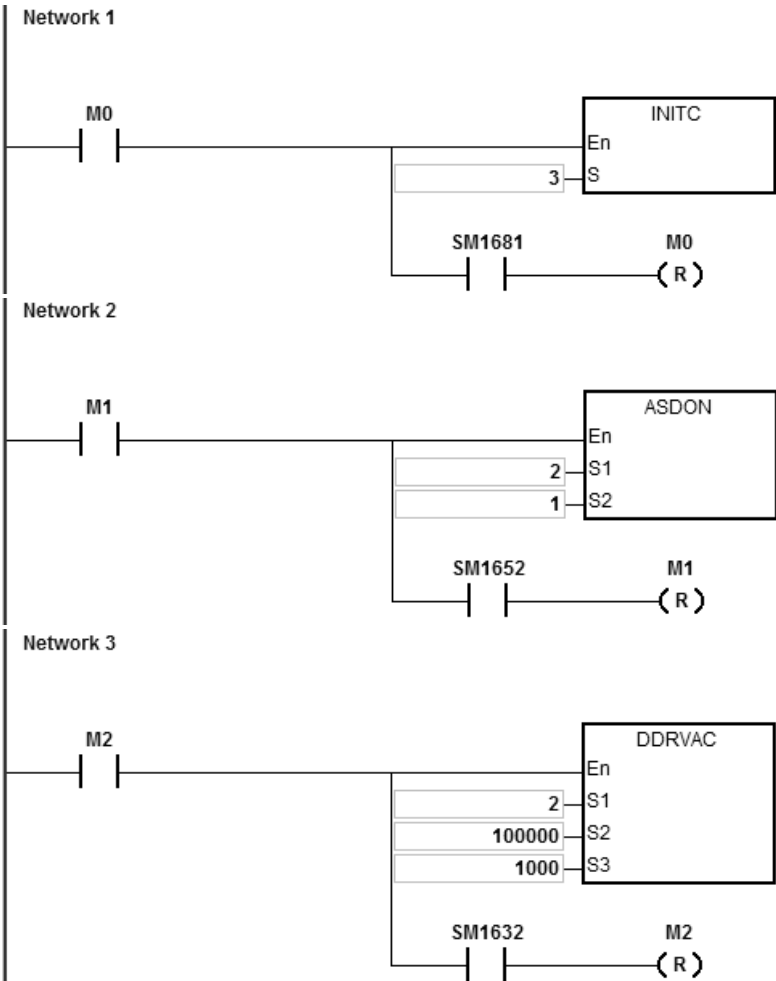 Network 1
M0
INITC
En
3
S
SM1681
M0
R
Network 2
M1
ASDON
En
2
S1
1
S2
SM1652
M1
R
Network 3
M2
DDRVAC
En
2
S1
100000
S2
1000
S3
SM1632
M2
R